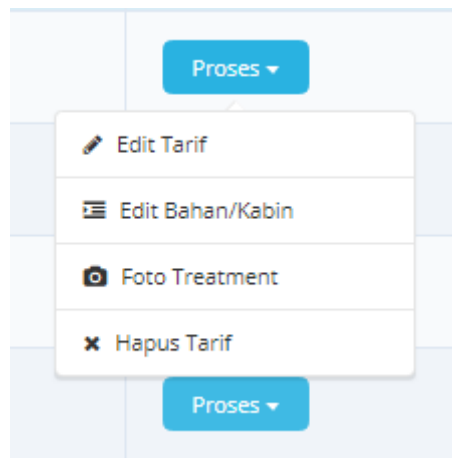 Proses
Edit Tarif
Edit Bahan/Kabin
Foto Treatment
Hapus Tarif
Proses